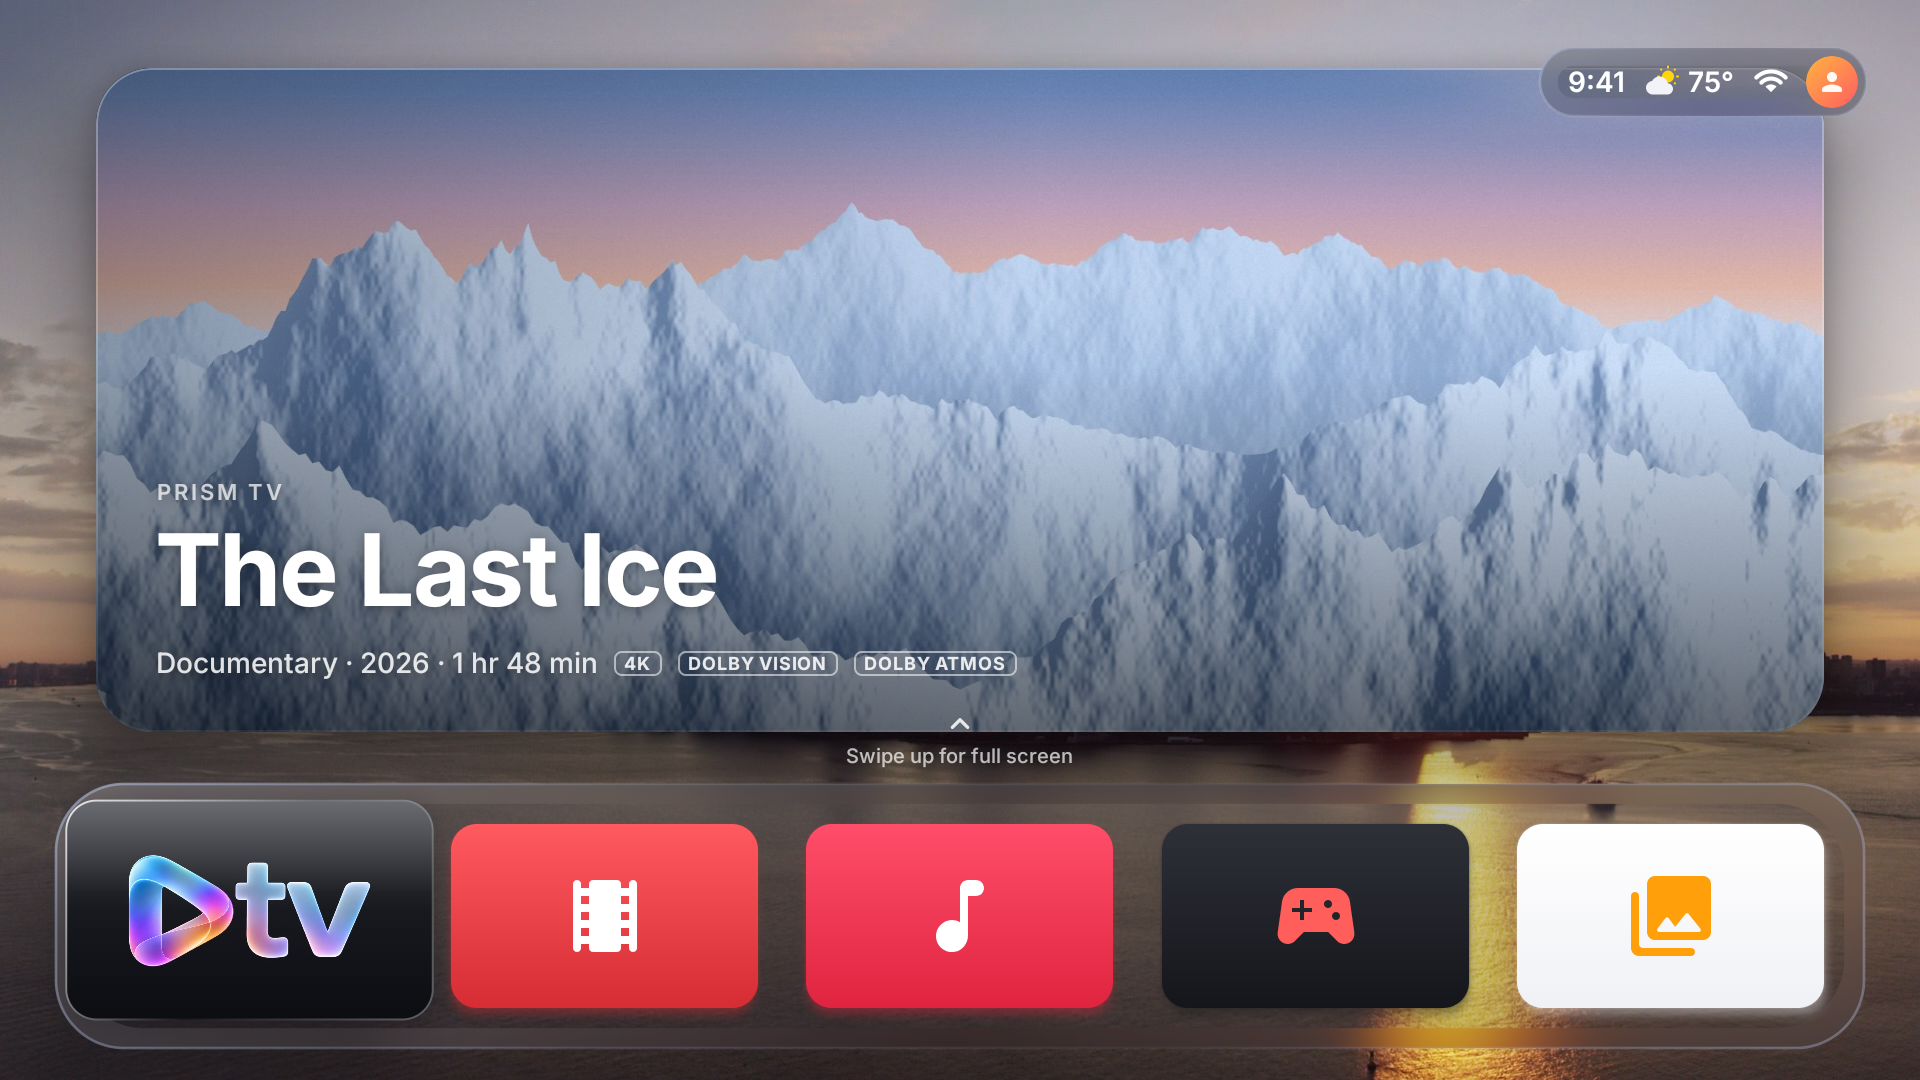 9:41 75°
PRISM TV
The Last Ice
Documentary · 2026 · 1 hr 48 min 4K DOLBY VISION DOLBY ATMOS
Swipe up for full screen
tv